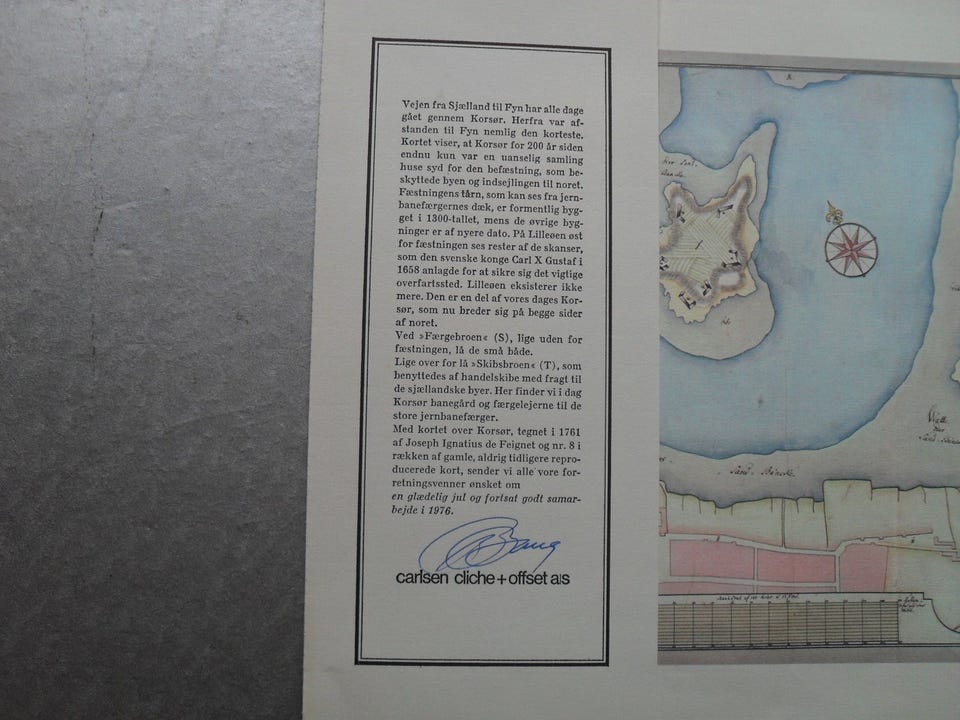 Vejen fra Sjælland til Fyn har alle dage
gået gennem Korsør. Herfra var af-
standen til Fyn nemlig den korteste.
Kortet viser, at Korsør for 200 år siden
endnu kun var en uanselig samling
huse syd for den befæstning, som be-
skyttede byen og indsejlingen til noret.
Fæstningens tårn, som kan ses fra jern-
banefærgernes dæk, er formentlig byg-
get i 1300-tallet, mens de øvrige byg-
ninger er af nyere dato. På Lilleøen øst
for fæstningen ses rester af de skanser,
som den svenske konge Carl X Gustaf i
1658 anlagde for at sikre sig det vigtige
overfartssted. Lilleøen eksisterer ikke
mere. Den er en del af vores dages Kor-
sør, som nu breder sig på begge sider
af noret.
Ved »Færgebroen« (S), lige uden for
fæstningen, lå de små både.
Lige over for lå »Skibsbroen« (T), som
benyttedes af handelskibe med fragt til
de sjællandske byer. Her finder vi i dag
Korsør banegård og færgelejerne til de
store jernbanefærger.
Med kortet over Korsør, tegnet i 1761
af Joseph Ignatius de Feignet og nr. 8 i
rækken af gamle, aldrig tidligere repro-
ducerede kort, sender vi alle vore for-
retningsvenner ønsket om
en glædelig jul og fortsat godt samar-
bejde i 1976.
Bang
carlsen cliche+offset a/s